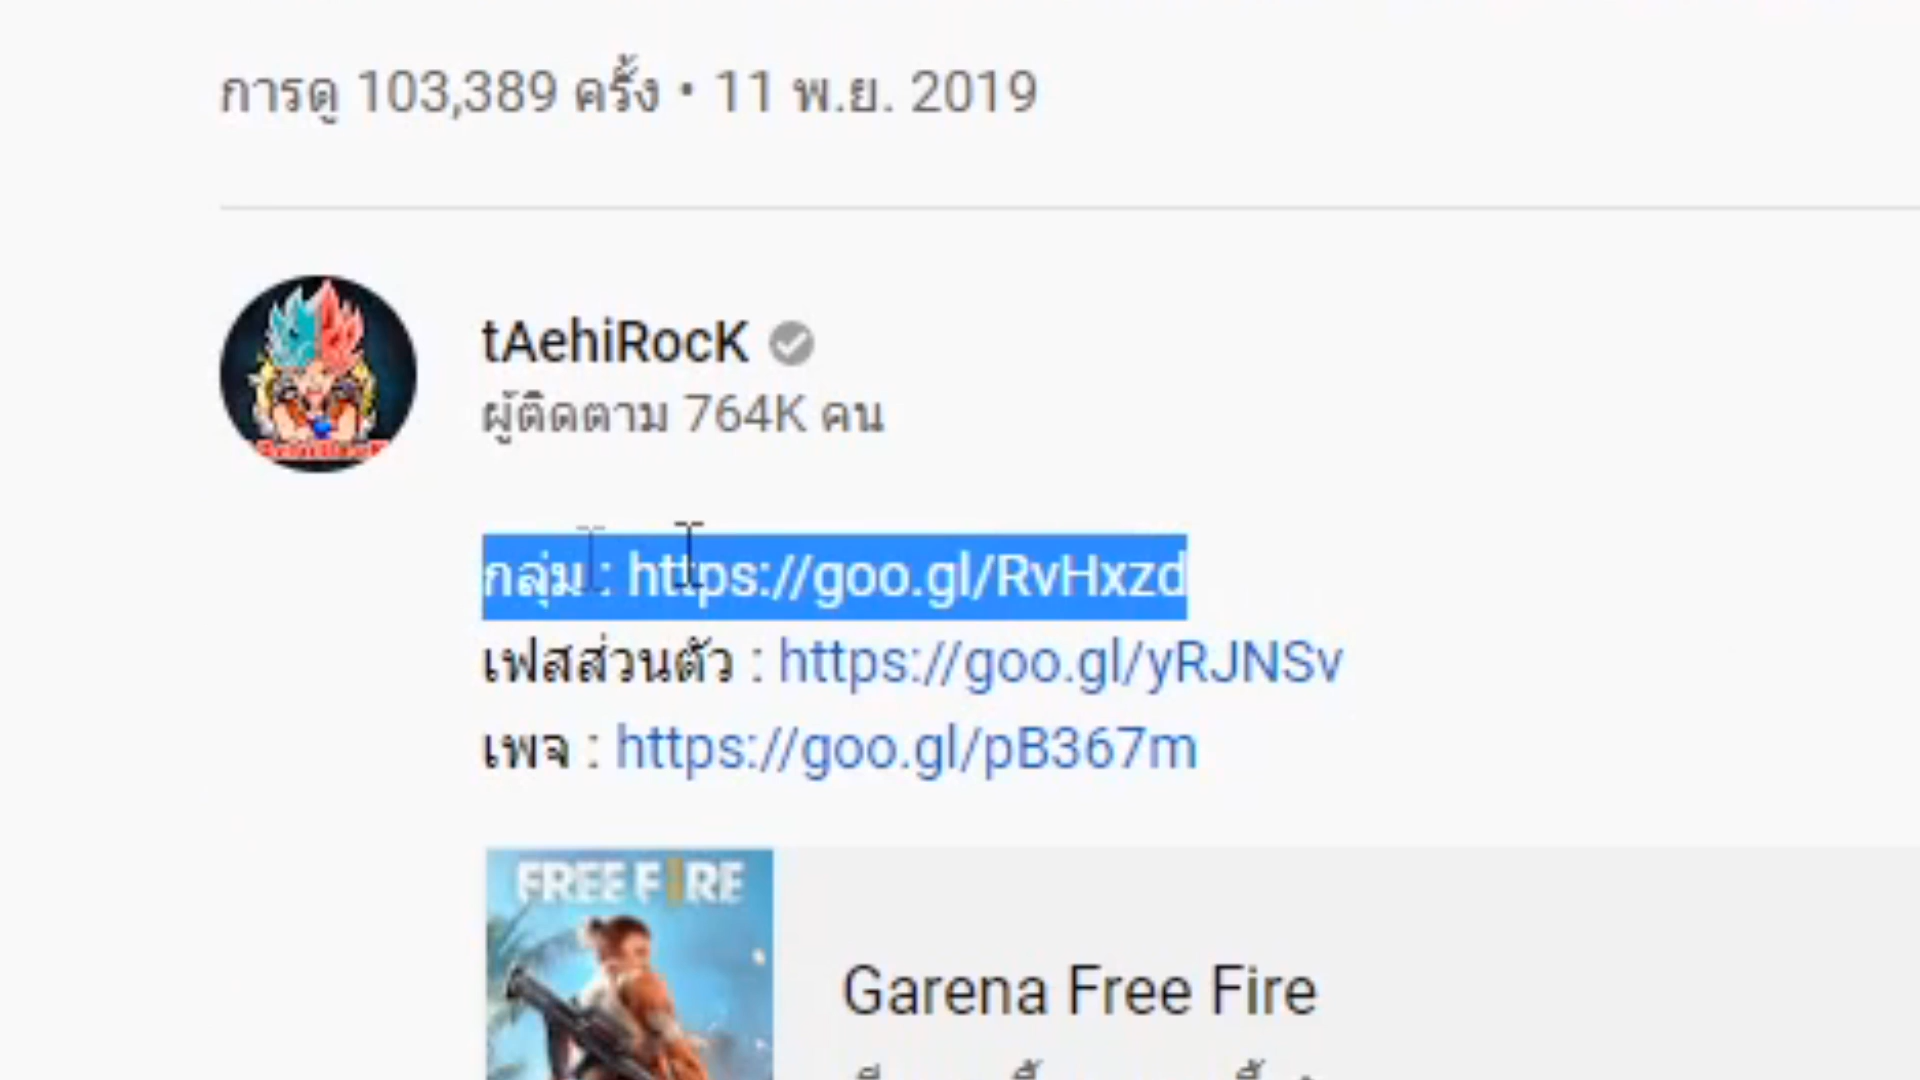 การดู 103,389 ครั้ง • 11 พ.ย. 2019
tAehiRocK
ผู้ติดตาม 764K คน
กลุ่ม : https://goo.gl/RvHxzd
เฟสส่วนตัว : https://goo.gl/yRJNSv
เพจ : https://goo.gl/pB367m
FREE FIRE
Garena Free Fire